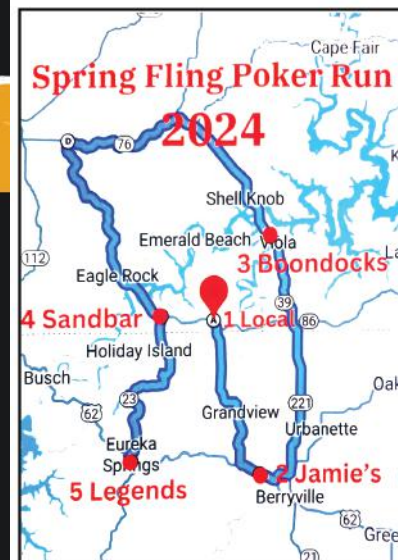 Cape Fair
Spring Fling Poker Run
2024
D
76
Shell Knob
Emerald Beach
Viola
3 Boondocks
112
Eagle Rock
39
4 Sandbar
A
1 Local
86
Holiday Island
Busch
23
62
Grandview
221
Oak
Urbanette
Eureka
Springs
2 Jamie's
5 Legends
Berryville
62
Gree
21